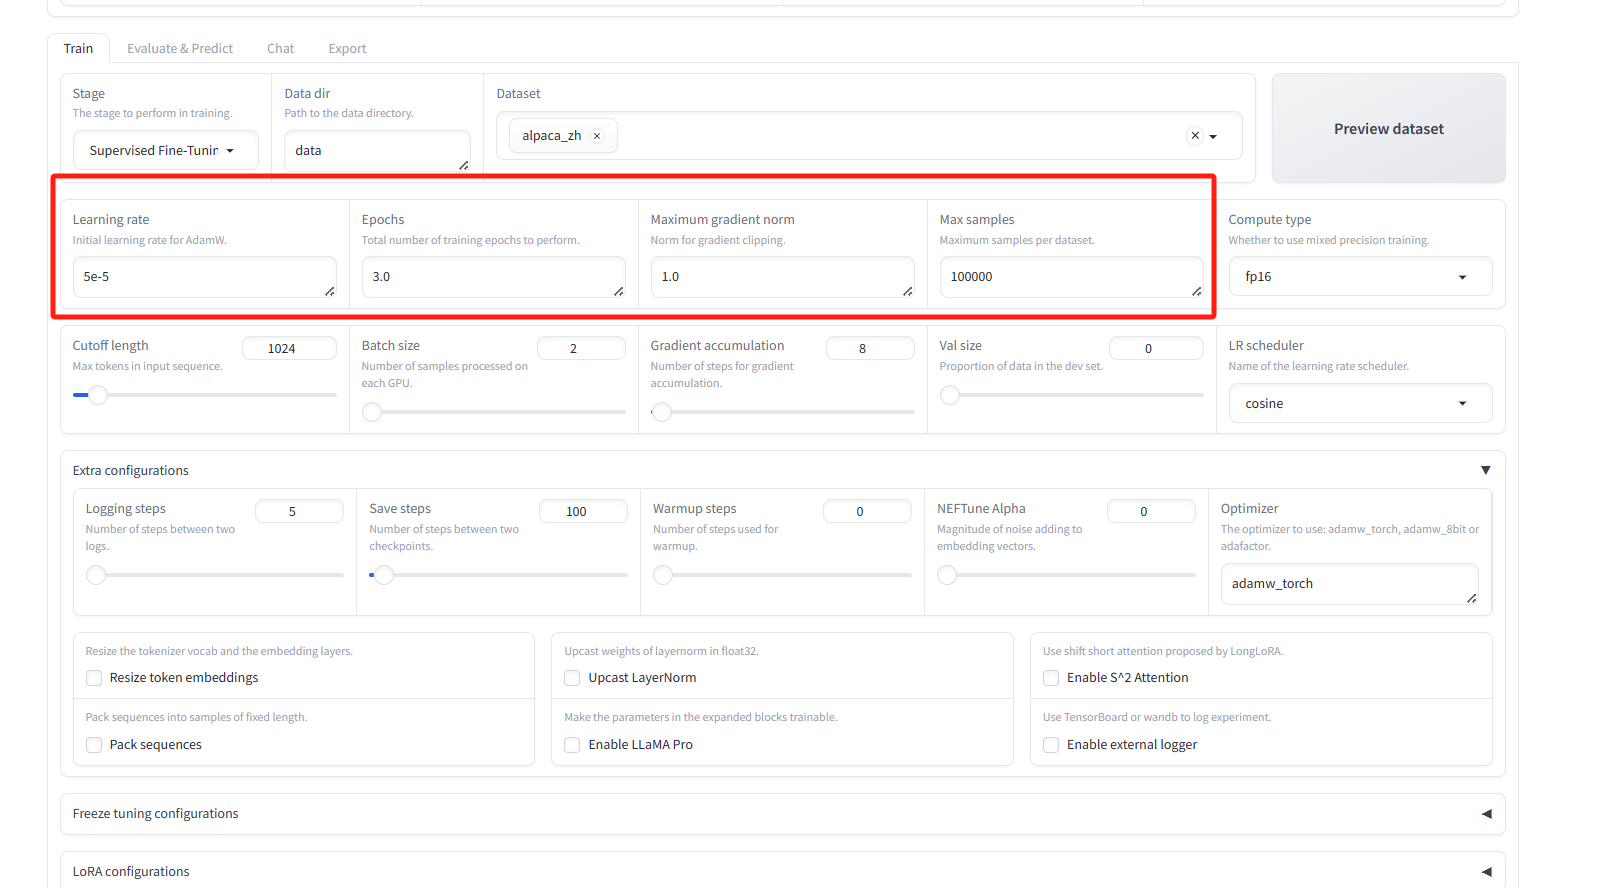 Train
Evaluate & Predict
Chat
Export
Stage
The stage to perform in training.
Supervised Fine-Tunin
Data dir
Path to the data directory.
data
Dataset
alpaca_zh
Preview dataset
Learning rate
Initial learning rate for AdamW.
5e-5
Epochs
Total number of training epochs to perform.
3.0
Maximum gradient norm
Norm for gradient clipping.
1.0
Max samples
Maximum samples per dataset.
100000
Compute type
Whether to use mixed precision training.
fp16
Cutoff length
1024
Max tokens in input sequence.
Batch size
2
Number of samples processed on
each GPU.
Gradient accumulation
8
Number of steps for gradient
accumulation.
Val size
0
Proportion of data in the dev set.
LR scheduler
Name of the learning rate scheduler.
cosine
Extra configurations
Logging steps
5
Number of steps between two
logs.
Save steps
100
Number of steps between two
checkpoints.
Warmup steps
0
Number of steps used for
warmup.
NEFTune Alpha
0
Magnitude of noise adding to
embedding vectors.
Optimizer
The optimizer to use: adamw_torch, adamw_8bit or
adafactor.
adamw_torch
Resize the tokenizer vocab and the embedding layers.
Resize token embeddings
Upcast weights of layernorm in float32.
Upcast LayerNorm
Use shift short attention proposed by LongLoRA.
Enable S^2 Attention
Pack sequences into samples of fixed length.
Pack sequences
Make the parameters in the expanded blocks trainable.
Enable LLaMA Pro
Use TensorBoard or wandb to log experiment.
Enable external logger
Freeze tuning configurations
LoRA configurations